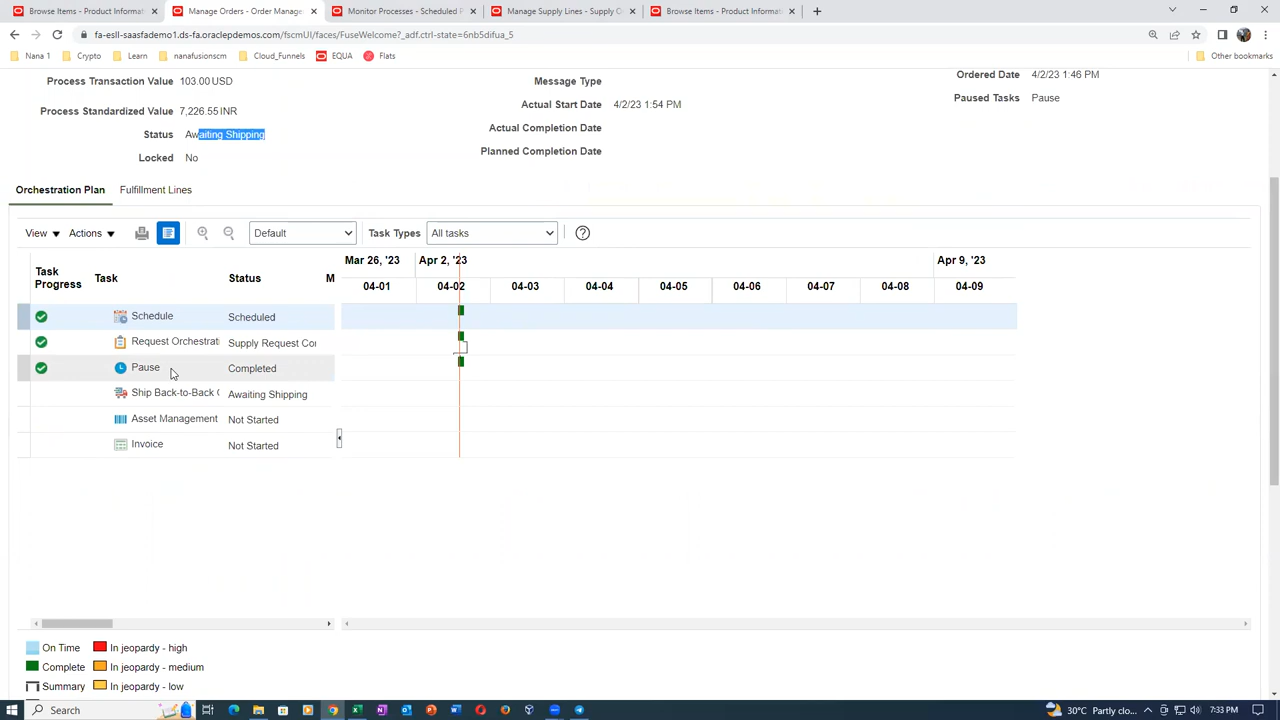 Browse Items - Product Informati
Manage Orders - Order Manage
Monitor Processes - Scheduled P
Manage Supply Lines - Supply O
Browse Items - Product Informat
fa-esll-saasfademo1.ds-fa.oraclepdemos.com/fscmUI/faces/FuseWelcome?_adf.ctrl-state=6nb5difua_5
Nana 1
Crypto
Learn
nanafusionscm
Cloud_Funnels
EQUA
Flats
Other bookmarks
Process Transaction Value 103.00 USD
Message Type
Ordered Date 4/2/23 1:46 PM
Process Standardized Value 7,226.55 INR
Actual Start Date 4/2/23 1:54 PM
Paused Tasks Pause
Status Awaiting Shipping
Actual Completion Date
Locked No
Planned Completion Date
Orchestration Plan Fulfillment Lines
View Actions Default Task Types All tasks
Task Progress Task Status M
Mar 26, '23 Apr 2, '23 Apr 9, '23
04-01 04-02 04-03 04-04 04-05 04-06 04-07 04-08 04-09
Schedule Scheduled
Request Orchestrati Supply Request Cor
Pause Completed
Ship Back-to-Back Awaiting Shipping
Asset Management Not Started
Invoice Not Started
On Time In jeopardy - high
Complete In jeopardy - medium
Summary In jeopardy - low
Search
30°C Partly clo...
7:33 PM